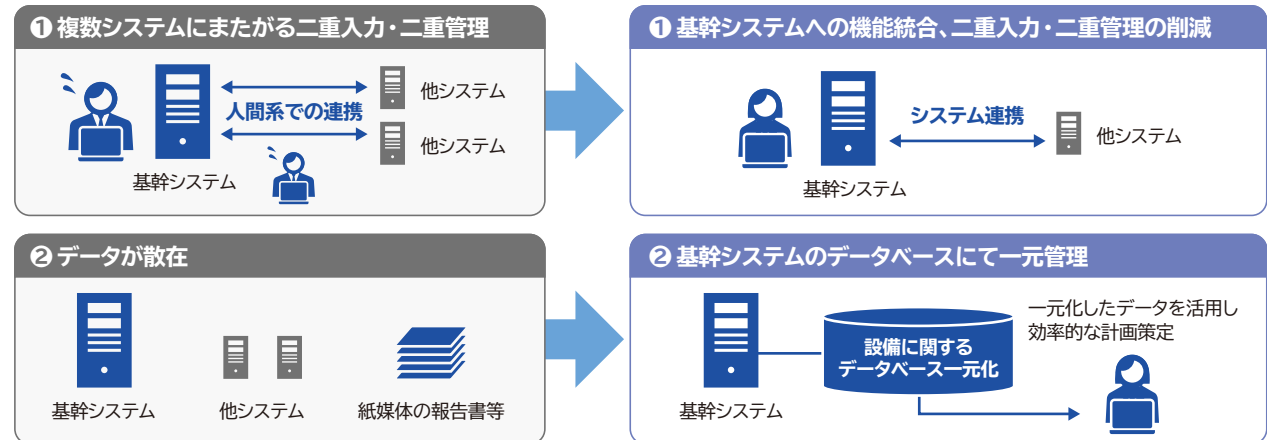 ❶ 複数システムにまたがる二重入力・二重管理
人間系での連携
他システム
他システム
基幹システム
❶ 基幹システムへの機能統合、二重入力・二重管理の削減
システム連携
他システム
基幹システム
❷ データが散在
基幹システム
他システム
紙媒体の報告書等
❷ 基幹システムのデータベースにて一元管理
一元化したデータを活用し
効率的な計画策定
設備に関する
データベース一元化
基幹システム